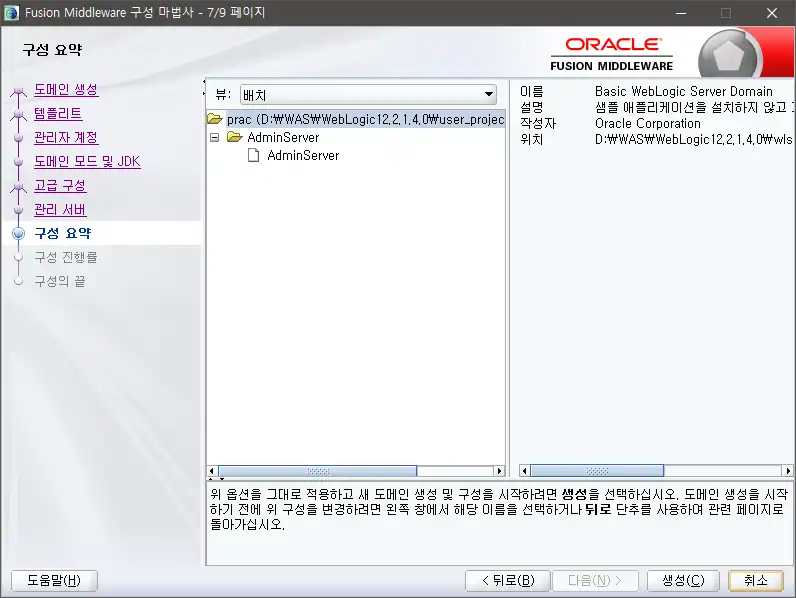 Fusion Middleware 구성 마법사 - 7/9 페이지
구성 요약
ORACLE
FUSION MIDDLEWARE
도메인 생성
템플리트
관리자 계정
도메인 모드 및 JDK
고급 구성
관리 서버
구성 요약
구성 진행률
구성의 끝
뷰: 배치
prac (D:₩WAS₩WebLogic12.2.1.4.0₩user_projec
AdminServer
AdminServer
이름 Basic WebLogic Server Domain
설명 샘플 애플리케이션을 설치하지 않고
작성자 Oracle Corporation
위치 D:₩WAS₩WebLogic12.2.1.4.0₩wls
위 옵션을 그대로 적용하고 새 도메인 생성 및 구성을 시작하려면 생성을 선택하십시오. 도메인 생성을 시작
하기 전에 위 구성을 변경하려면 왼쪽 창에서 해당 이름을 선택하거나 뒤로 단추를 사용하여 관련 페이지로
돌아가십시오.
도움말(H) < 뒤로(B) 다음(N) > 생성(C) 취소